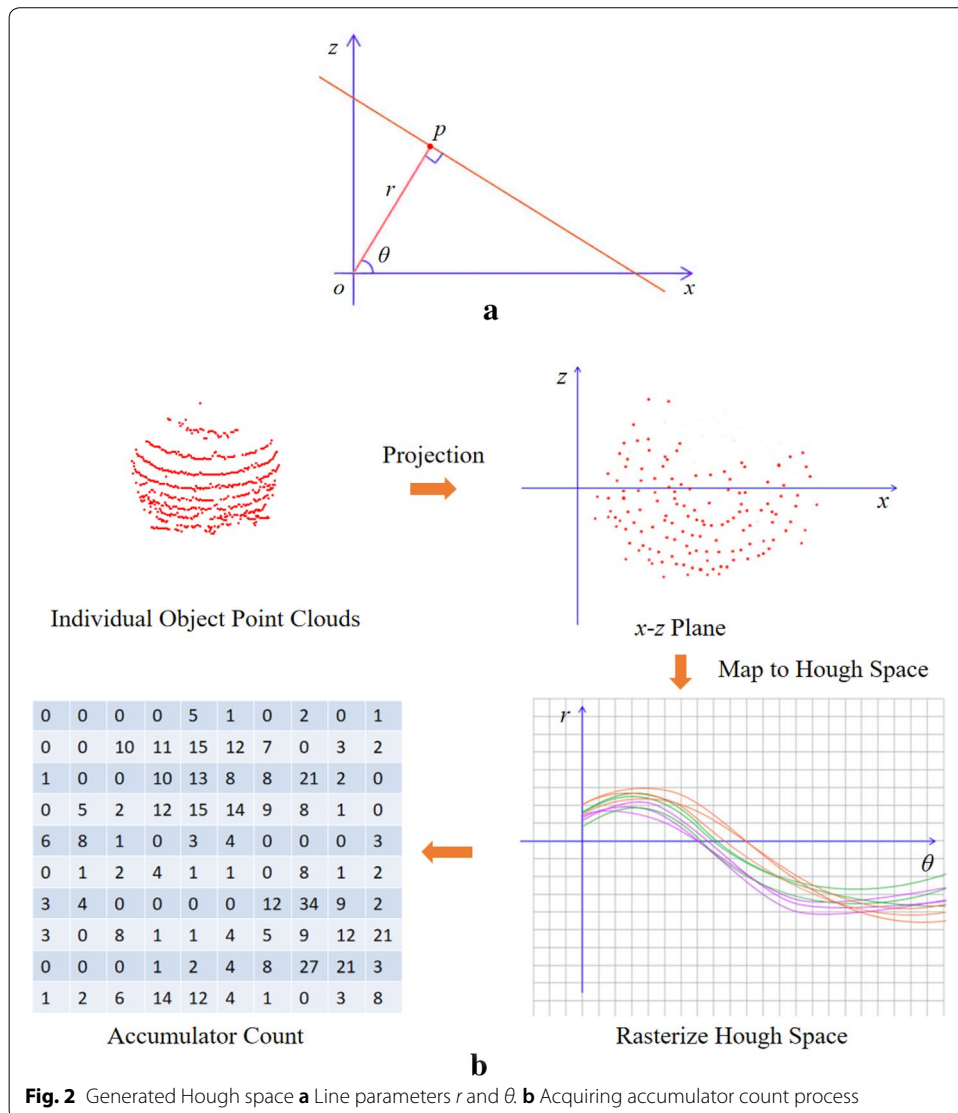 z
p
r
θ
o
x
a
z
Projection
x
Individual Object Point Clouds
x-z Plane
Map to Hough Space
0 0 0 0 5 1 0 2 0 1
0 0 10 11 15 12 7 0 3 2
1 0 0 10 13 8 8 21 2 0
0 5 2 12 15 14 9 8 1 0
6 8 1 0 3 4 0 0 0 3
0 1 2 4 1 1 0 8 1 2
3 4 0 0 0 0 12 34 9 2
3 0 8 1 1 4 5 9 12 21
0 0 0 1 2 4 8 27 21 3
1 2 6 14 12 4 1 0 3 8
r
θ
Accumulator Count
Rasterize Hough Space
b
Fig. 2 Generated Hough space a Line parameters r and θ. b Acquiring accumulator count process